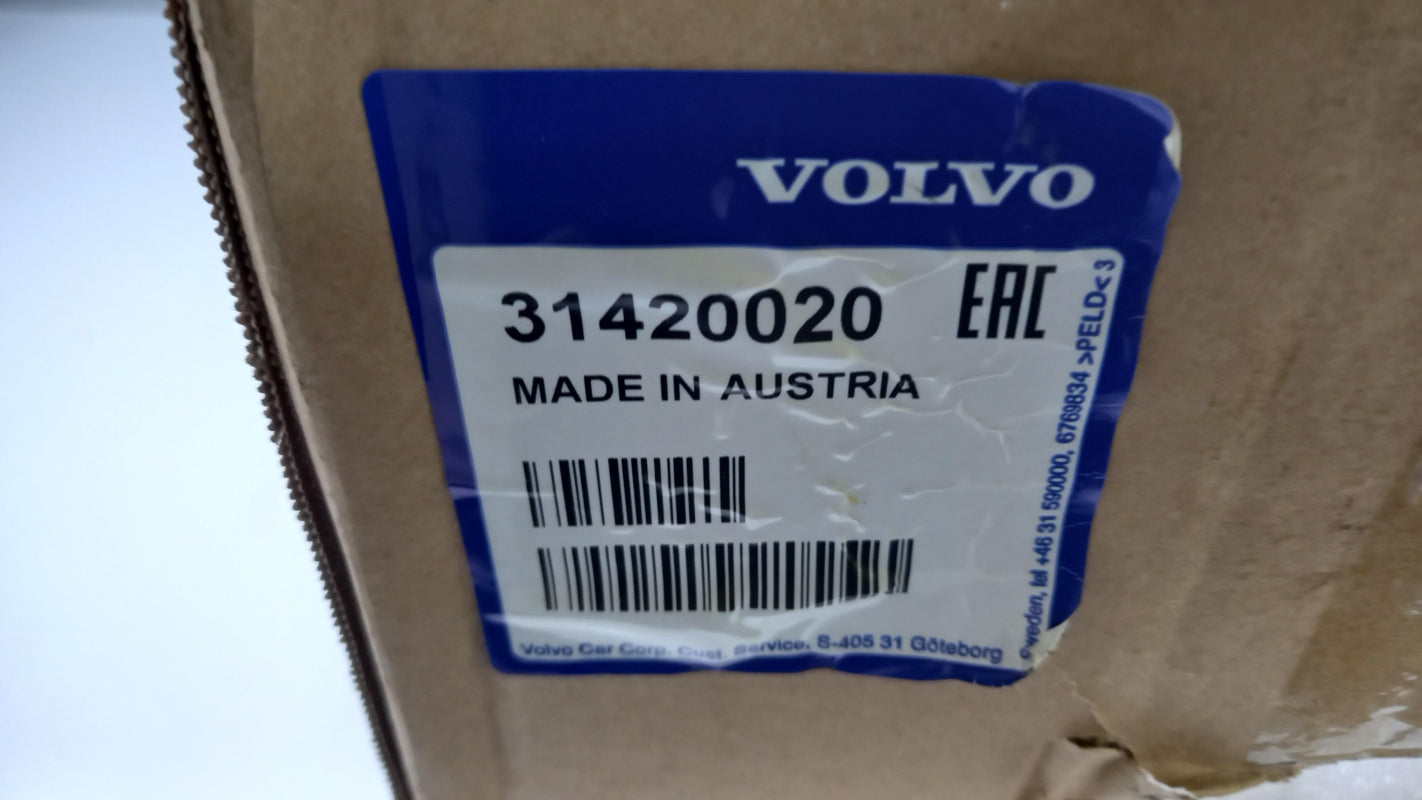 VOLVO
31420020
EAC
MADE IN AUSTRIA
Volvo Car Corp. Cust. Service, S-405 31 Göteborg
Sweden, tel +46 31 590000, 6769834 >PELD< 3